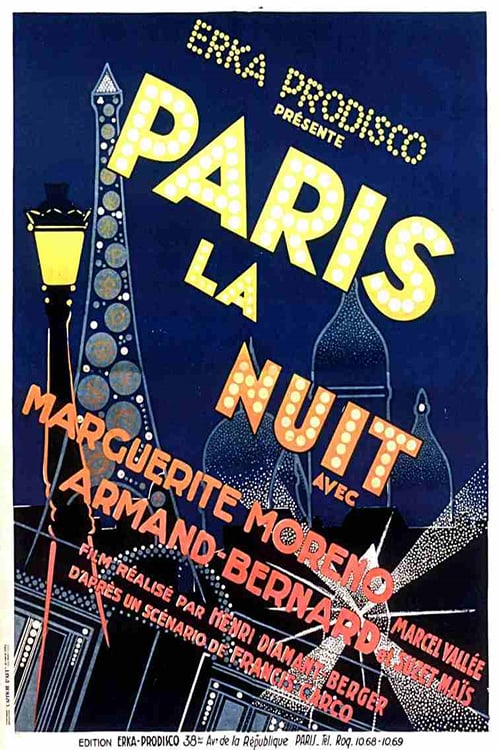 ERKA PRODISCO
PRÉSENTE
PARIS
LA
NUIT
AVEC
MARGUERITE MORENO
ARMAND-BERNARD
MARCEL VALLÉE
et SUZET MAÏS
FILM RÉALISÉ PAR HENRI DIAMANT BERGER
D'APRÈS UN SCÉNARIO DE FRANCIS CARCO
EDITION ERKA-PRODISCO 38bis Av. de la République PARIS. Tel. Roq. 10.68-10.69